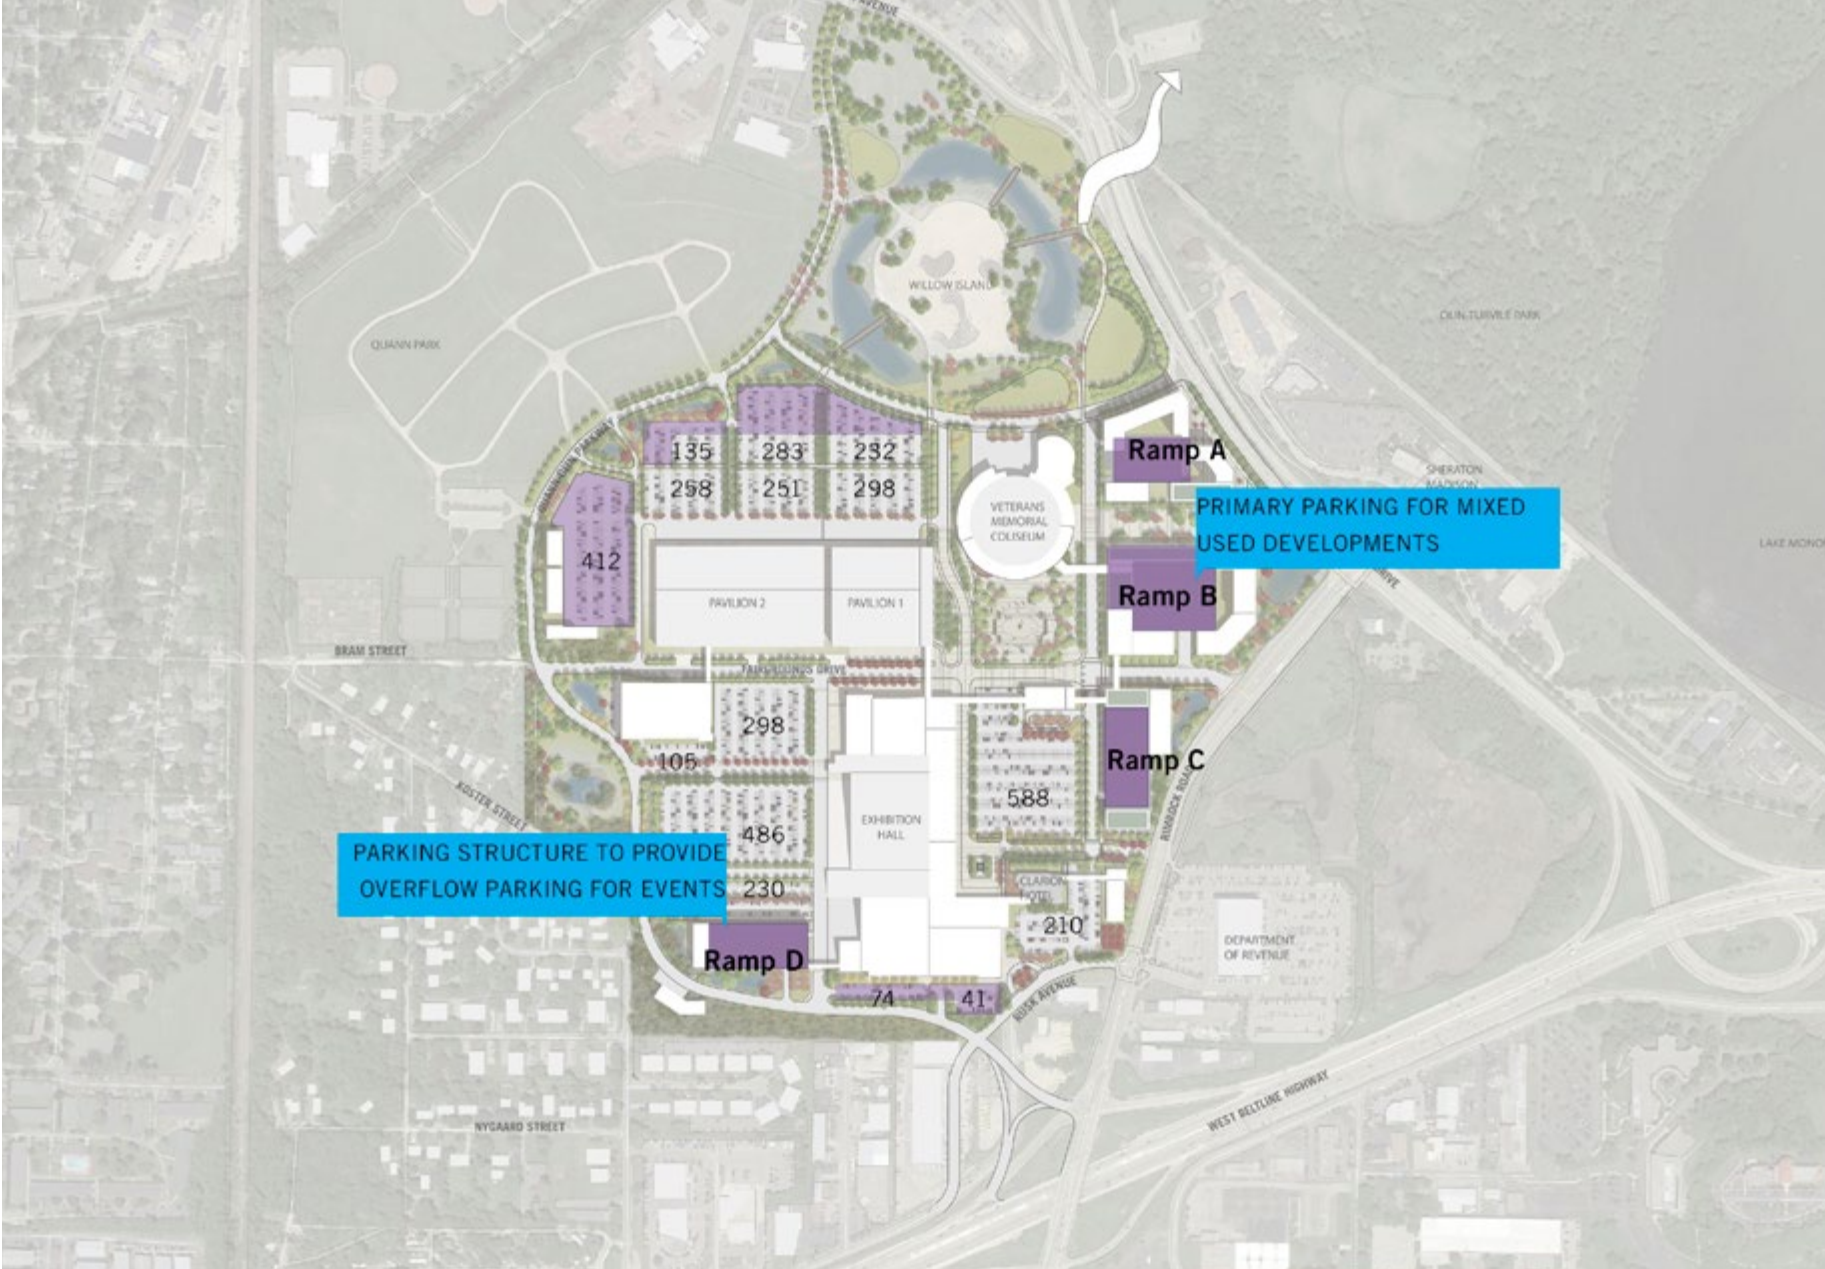 AVENUE
WILLOW ISLAND
QUANN PARK
OLIN-TURVILE PARK
135
283
232
258
251
298
Ramp A
SHERATON
MADISON
VETERANS
MEMORIAL
COLISEUM
PRIMARY PARKING FOR MIXED
USED DEVELOPMENTS
412
PAVILION 2
PAVILION 1
Ramp B
BRAM STREET
FAIRGROUNDS DRIVE
298
105
Ramp C
588
KOSTER STREET
486
EXHIBITION
HALL
RIMROCK ROAD
PARKING STRUCTURE TO PROVIDE
OVERFLOW PARKING FOR EVENTS
230
CLARION
HOTEL
210
DEPARTMENT
OF REVENUE
Ramp D
74
41
RUSK AVENUE
WEST BELTLINE HIGHWAY
NYGAARD STREET